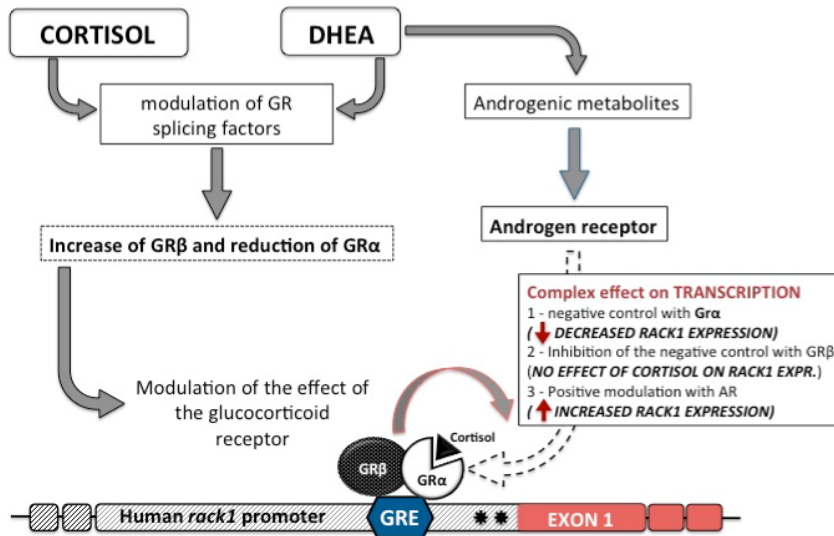 CORTISOL
DHEA
modulation of GR
splicing factors
Androgenic metabolites
Increase of GRβ and reduction of GRα
Androgen receptor
Complex effect on TRANSCRIPTION
1 - negative control with Grα
( DECREASED RACK1 EXPRESSION)
2 - Inhibition of the negative control with GRβ
(NO EFFECT OF CORTISOL ON RACK1 EXPR.)
3 - Positive modulation with AR
( INCREASED RACK1 EXPRESSION)
Modulation of the effect of
the glucocorticoid
receptor
Cortisol
GRβ
GRα
Human rack1 promoter
GRE
**
EXON 1